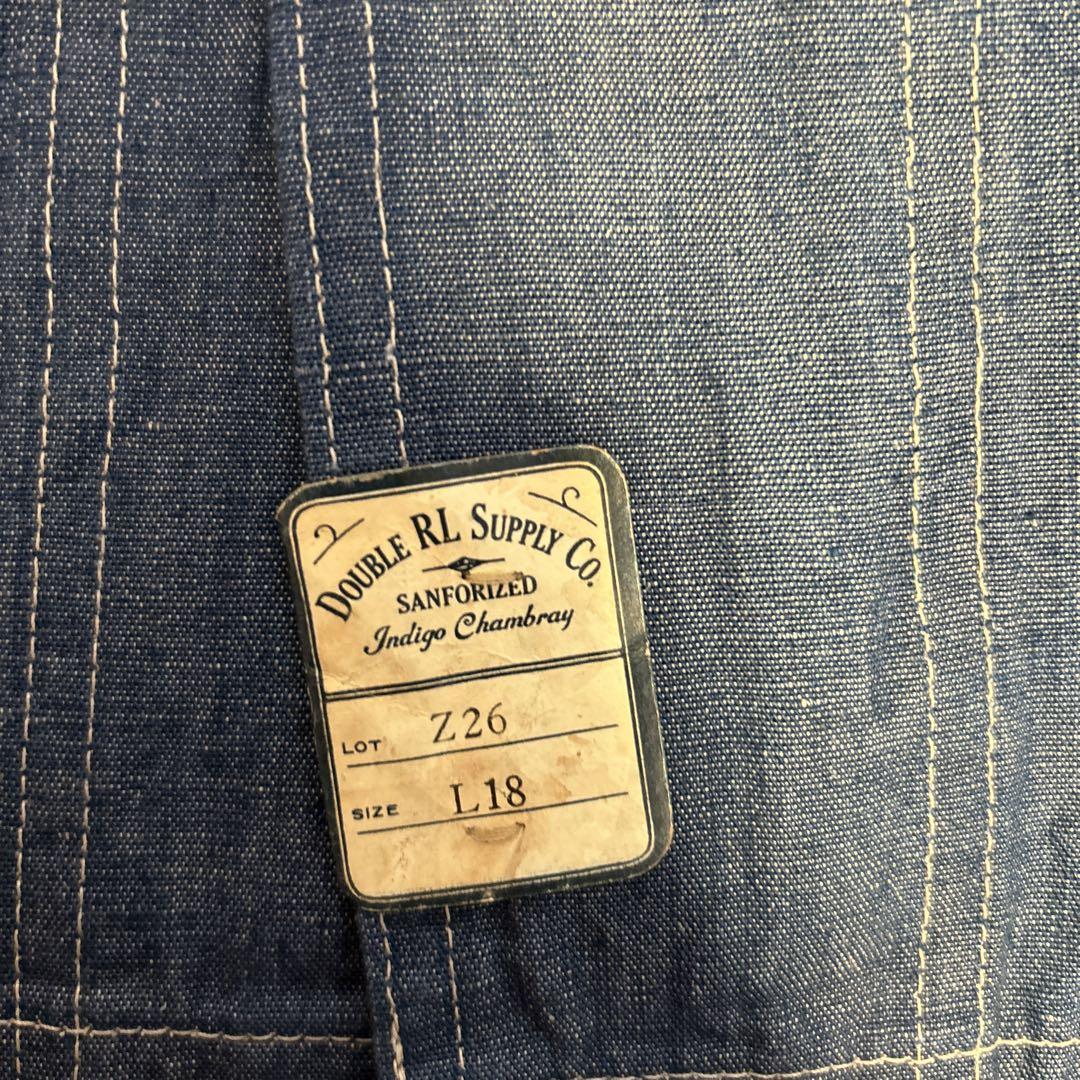 DOUBLE RL SUPPLY CO.
SANFORIZED
Indigo Chambray
LOT Z26
SIZE L18